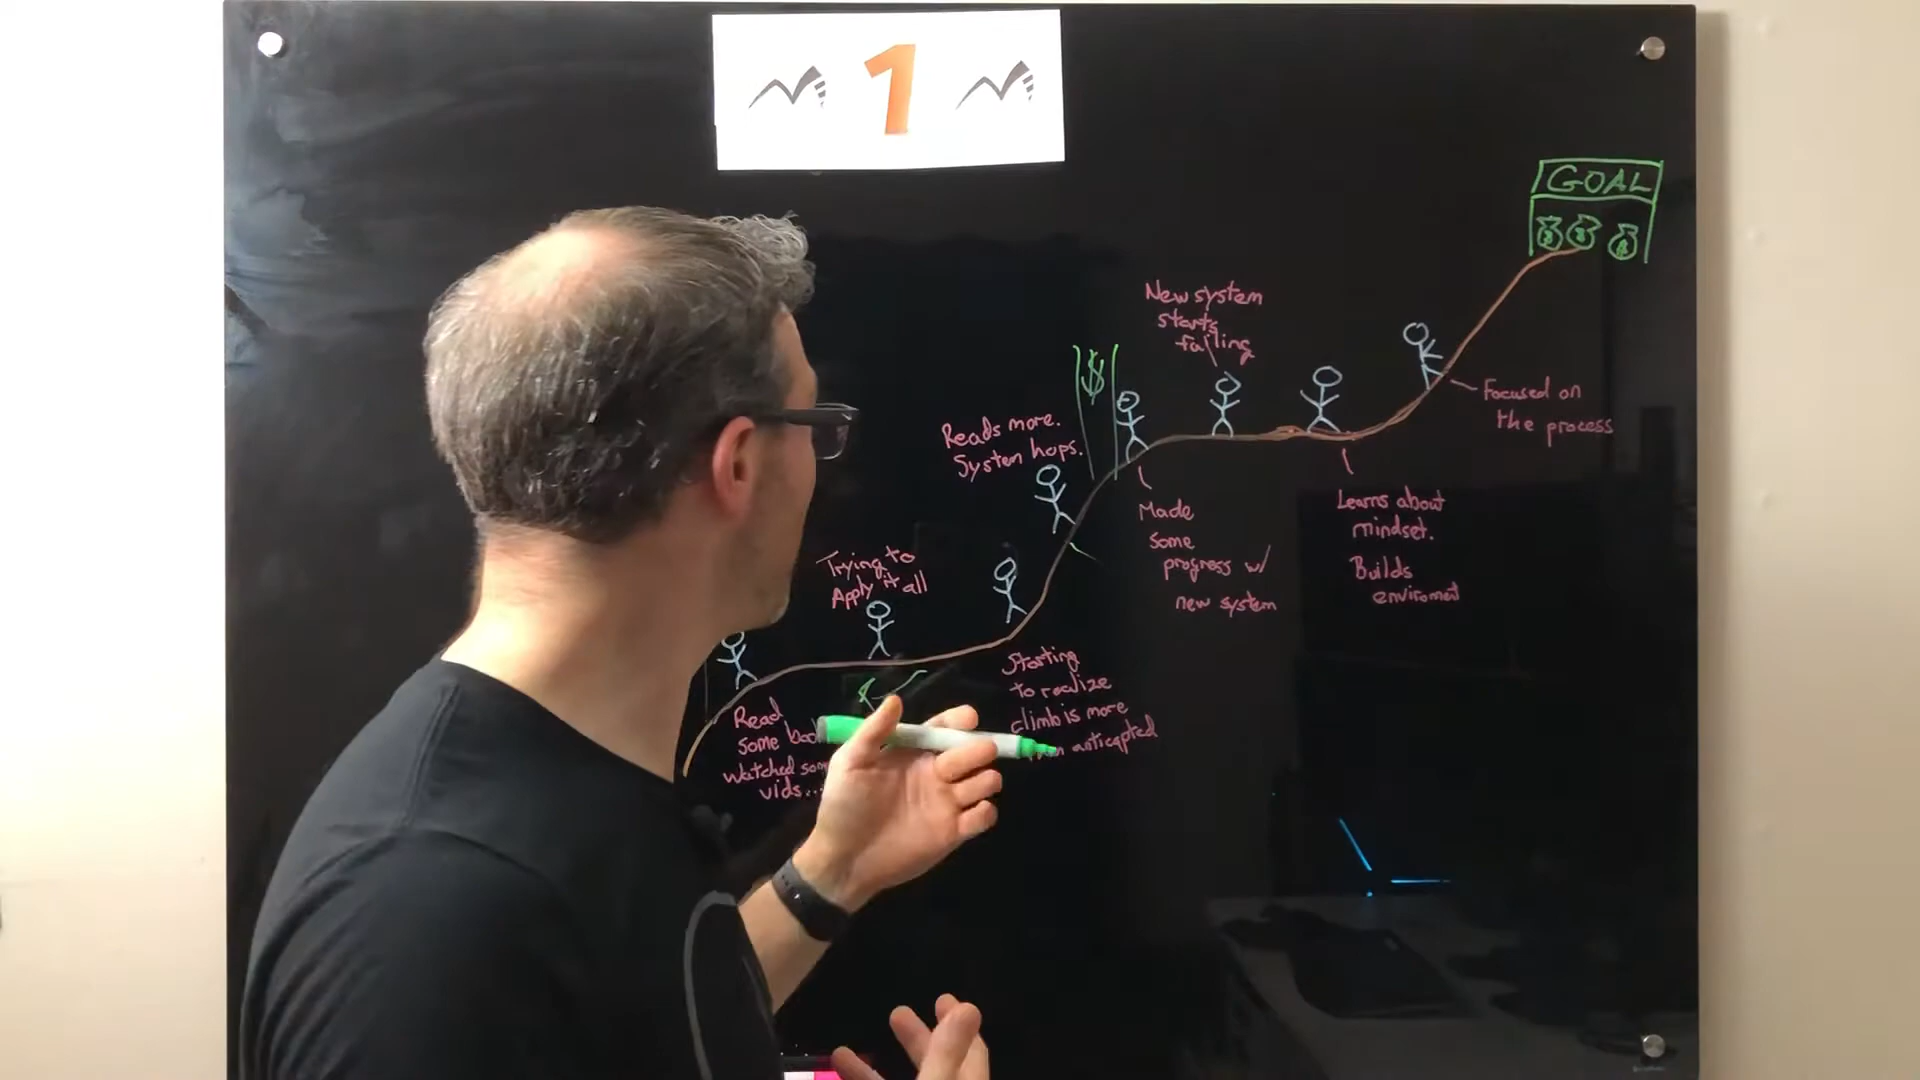 1
GOAL
$ $ $
New system
starts
failing
$
Focused on
the process
Reads more.
System hops.
Made
some
progress w/
new system
Learns about
mindset.
Builds
enviroment
Trying to
Apply it all
Starting
to realize
climb is more
anticapted
Read
some
Watched
vids...